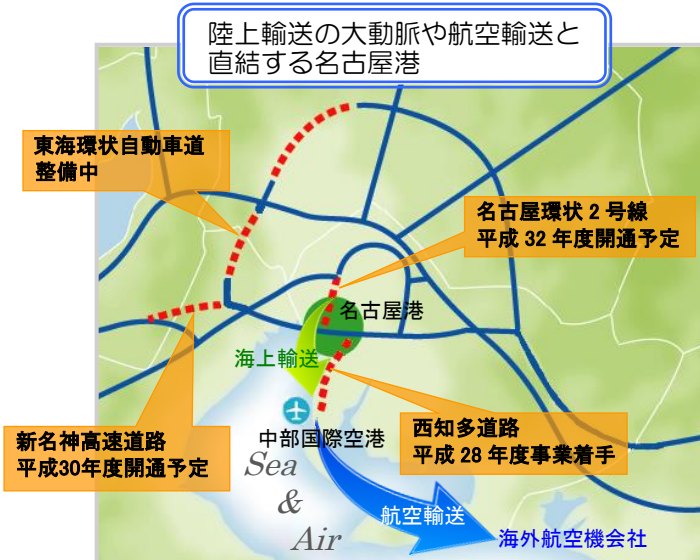 陸上輸送の大動脈や航空輸送と
直結する名古屋港
東海環状自動車道
整備中
名古屋環状2号線
平成32年度開通予定
名古屋港
海上輸送
中部国際空港
西知多道路
平成28年度事業着手
新名神高速道路
平成30年度開通予定
Sea
&
Air
航空輸送
海外航空機会社